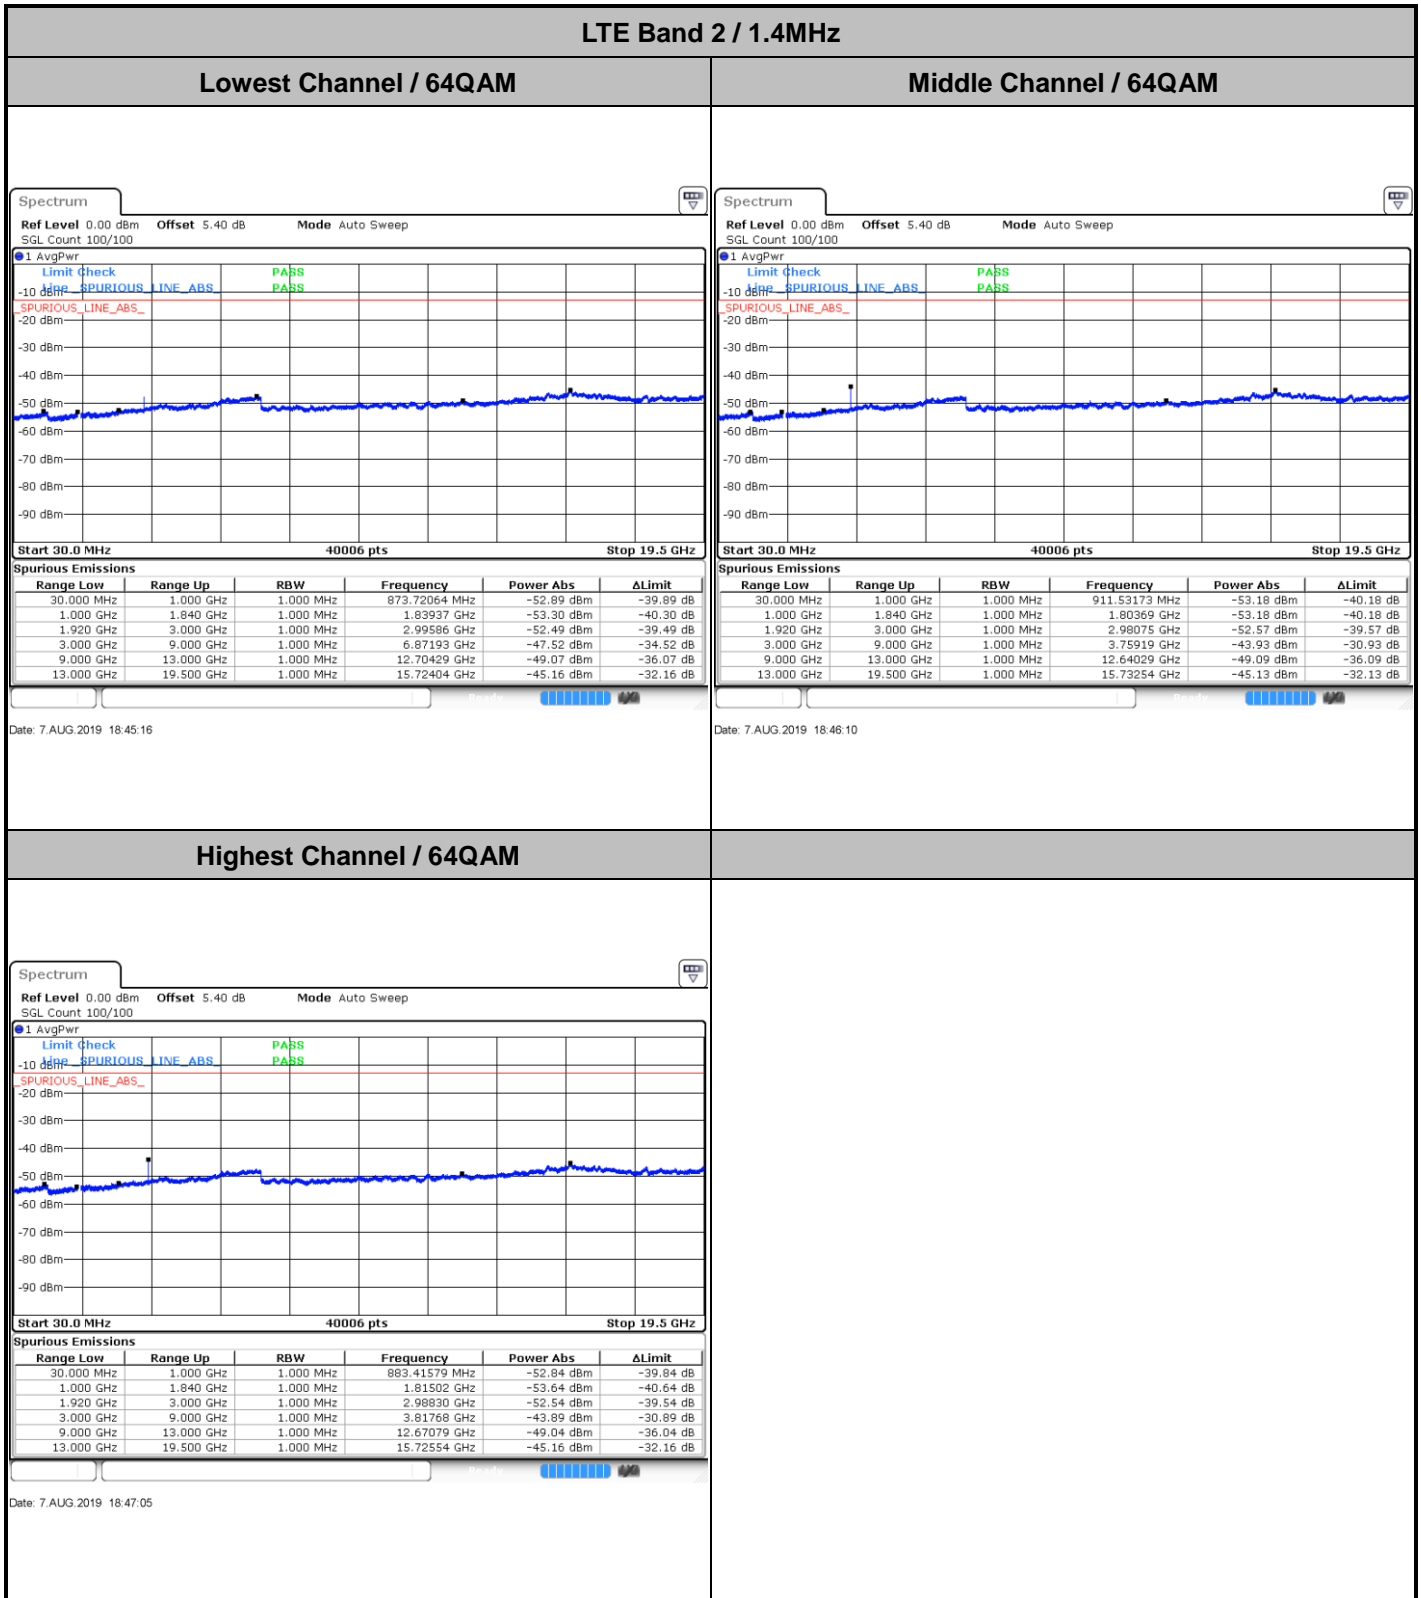 LTE Band 2 / 1.4MHz
Lowest Channel / 64QAM
Middle Channel / 64QAM
Spectrum
Ref Level 0.00 dBm Offset 5.40 dB Mode Auto Sweep
SGL Count 100/100
1 AvgPwr
Limit Check PASS
Line _SPURIOUS_LINE_ABS_ PASS
-10 dBm
_SPURIOUS_LINE_ABS_
-20 dBm
-30 dBm
-40 dBm
-50 dBm
-60 dBm
-70 dBm
-80 dBm
-90 dBm
Start 30.0 MHz 40006 pts Stop 19.5 GHz
Spurious Emissions
Range Low Range Up RBW Frequency Power Abs ΔLimit
30.000 MHz 1.000 GHz 1.000 MHz 873.72064 MHz -52.89 dBm -39.89 dB
1.000 GHz 1.840 GHz 1.000 MHz 1.83937 GHz -53.30 dBm -40.30 dB
1.920 GHz 3.000 GHz 1.000 MHz 2.99586 GHz -52.49 dBm -39.49 dB
3.000 GHz 9.000 GHz 1.000 MHz 6.87193 GHz -47.52 dBm -34.52 dB
9.000 GHz 13.000 GHz 1.000 MHz 12.70429 GHz -49.07 dBm -36.07 dB
13.000 GHz 19.500 GHz 1.000 MHz 15.72404 GHz -45.16 dBm -32.16 dB
Date: 7.AUG.2019 18:45:16
Spectrum
Ref Level 0.00 dBm Offset 5.40 dB Mode Auto Sweep
SGL Count 100/100
1 AvgPwr
Limit Check PASS
Line _SPURIOUS_LINE_ABS_ PASS
-10 dBm
_SPURIOUS_LINE_ABS_
-20 dBm
-30 dBm
-40 dBm
-50 dBm
-60 dBm
-70 dBm
-80 dBm
-90 dBm
Start 30.0 MHz 40006 pts Stop 19.5 GHz
Spurious Emissions
Range Low Range Up RBW Frequency Power Abs ΔLimit
30.000 MHz 1.000 GHz 1.000 MHz 911.53173 MHz -53.18 dBm -40.18 dB
1.000 GHz 1.840 GHz 1.000 MHz 1.80369 GHz -53.18 dBm -40.18 dB
1.920 GHz 3.000 GHz 1.000 MHz 2.98075 GHz -52.57 dBm -39.57 dB
3.000 GHz 9.000 GHz 1.000 MHz 3.75919 GHz -43.93 dBm -30.93 dB
9.000 GHz 13.000 GHz 1.000 MHz 12.64029 GHz -49.09 dBm -36.09 dB
13.000 GHz 19.500 GHz 1.000 MHz 15.73254 GHz -45.13 dBm -32.13 dB
Date: 7.AUG.2019 18:46:10
Highest Channel / 64QAM
Spectrum
Ref Level 0.00 dBm Offset 5.40 dB Mode Auto Sweep
SGL Count 100/100
1 AvgPwr
Limit Check PASS
Line _SPURIOUS_LINE_ABS_ PASS
-10 dBm
_SPURIOUS_LINE_ABS_
-20 dBm
-30 dBm
-40 dBm
-50 dBm
-60 dBm
-70 dBm
-80 dBm
-90 dBm
Start 30.0 MHz 40006 pts Stop 19.5 GHz
Spurious Emissions
Range Low Range Up RBW Frequency Power Abs ΔLimit
30.000 MHz 1.000 GHz 1.000 MHz 883.41579 MHz -52.84 dBm -39.84 dB
1.000 GHz 1.840 GHz 1.000 MHz 1.81502 GHz -53.64 dBm -40.64 dB
1.920 GHz 3.000 GHz 1.000 MHz 2.98830 GHz -52.54 dBm -39.54 dB
3.000 GHz 9.000 GHz 1.000 MHz 3.81768 GHz -43.89 dBm -30.89 dB
9.000 GHz 13.000 GHz 1.000 MHz 12.67079 GHz -49.04 dBm -36.04 dB
13.000 GHz 19.500 GHz 1.000 MHz 15.72554 GHz -45.16 dBm -32.16 dB
Date: 7.AUG.2019 18:47:05